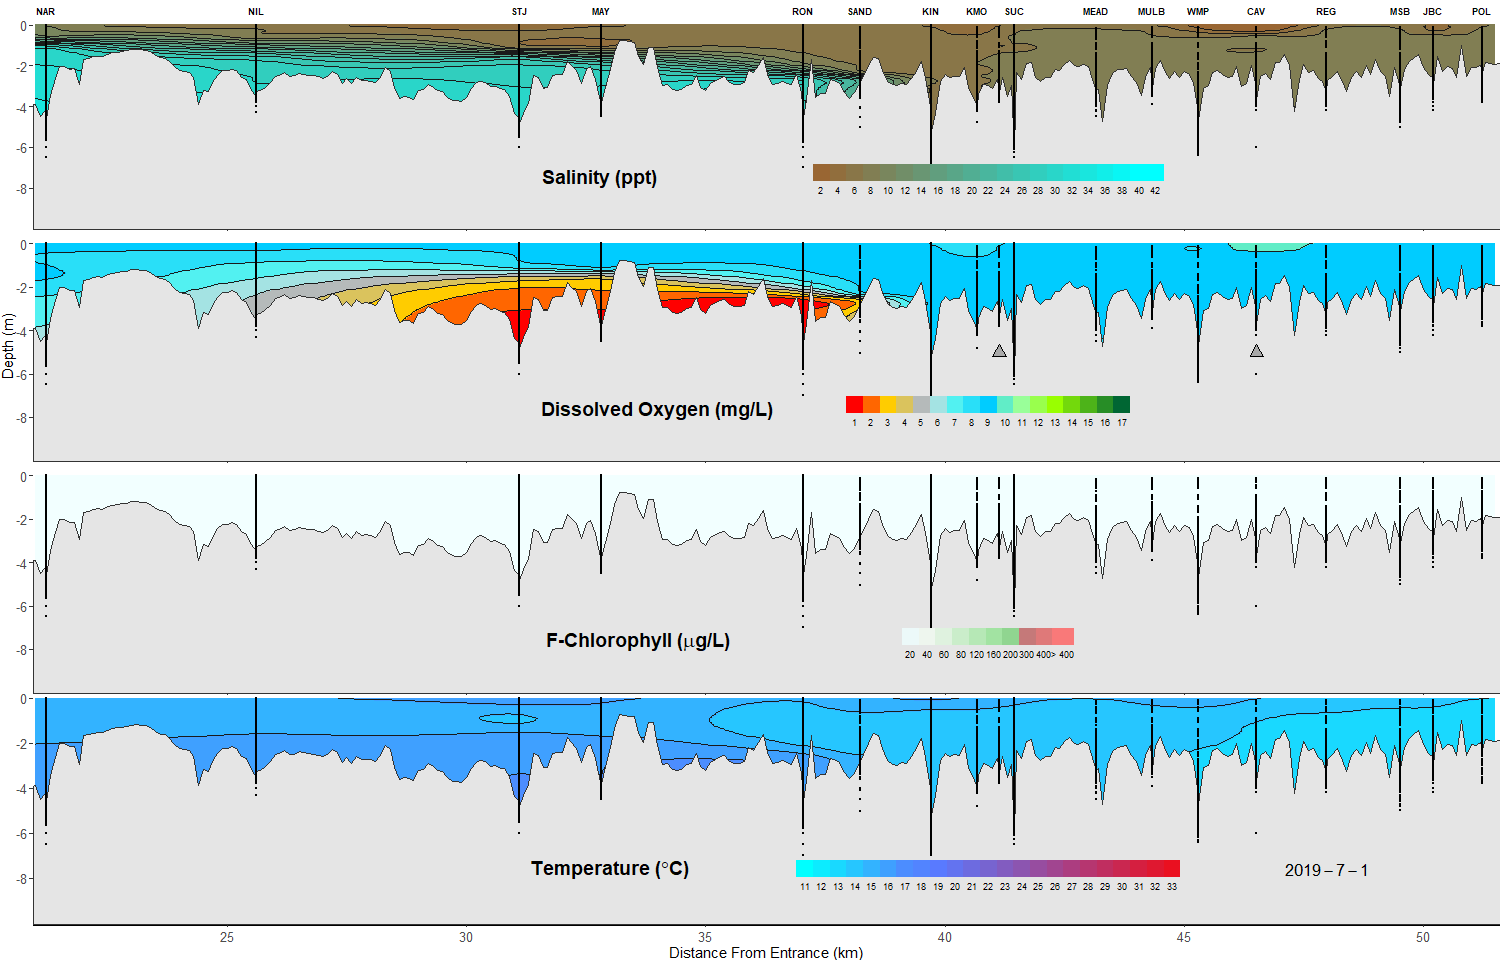 NAR NIL STJ MAY RON SAND KIN KMO SUC MEAD MULB WMP CAV REG MSB JBC POL
0
-2
-4
-6
-8
Salinity (ppt)
2 4 6 8 10 12 14 16 18 20 22 24 26 28 30 32 34 36 38 40 42
0
-2
-4
-6
-8
Depth (m)
Dissolved Oxygen (mg/L)
1 2 3 4 5 6 7 8 9 10 11 12 13 14 15 16 17
0
-2
-4
-6
-8
F-Chlorophyll (μg/L)
20 40 60 80 120 160 200 300 400 > 400
0
-2
-4
-6
-8
Temperature (°C)
11 12 13 14 15 16 17 18 19 20 21 22 23 24 25 26 27 28 29 30 31 32 33
2019 – 7 – 1
25 30 35 40 45 50
Distance From Entrance (km)